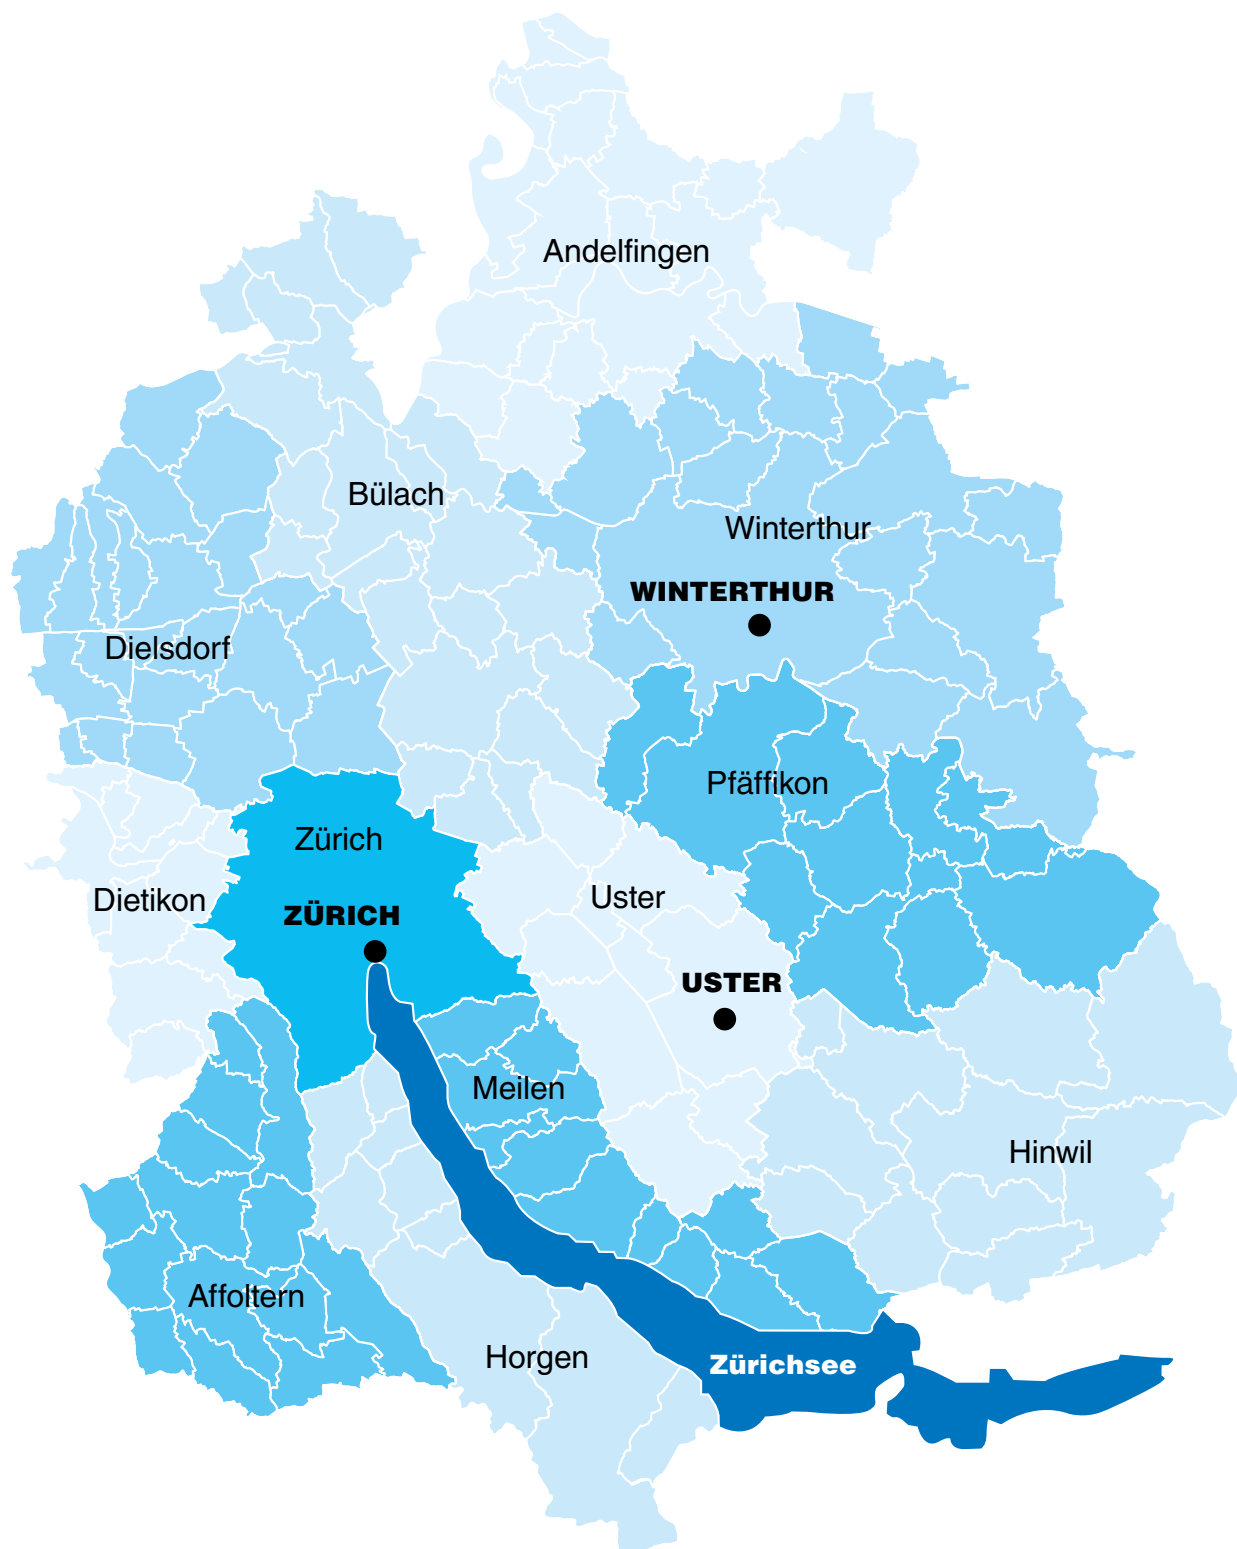 Andelfingen
Bülach
Winterthur
WINTERTHUR
Dielsdorf
Pfäffikon
Zürich
Dietikon
Uster
ZÜRICH
USTER
Meilen
Hinwil
Affoltern
Horgen
Zürichsee